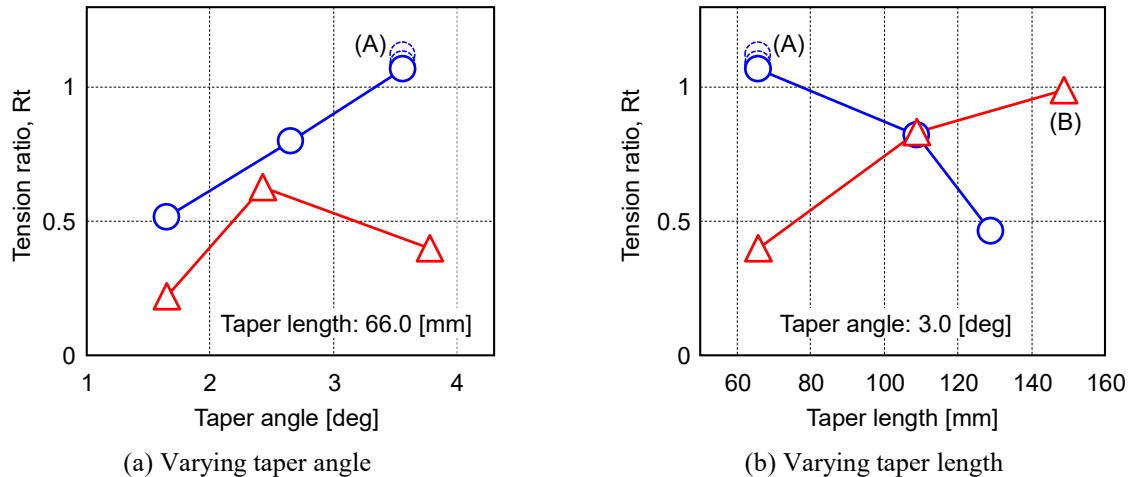 Tension ratio, Rt
1
0.5
0
(A)
Taper length: 66.0 [mm]
1 2 3 4
Taper angle [deg]
(a) Varying taper angle
Tension ratio, Rt
1
0.5
0
(A)
(B)
Taper angle: 3.0 [deg]
60 80 100 120 140 160
Taper length [mm]
(b) Varying taper length